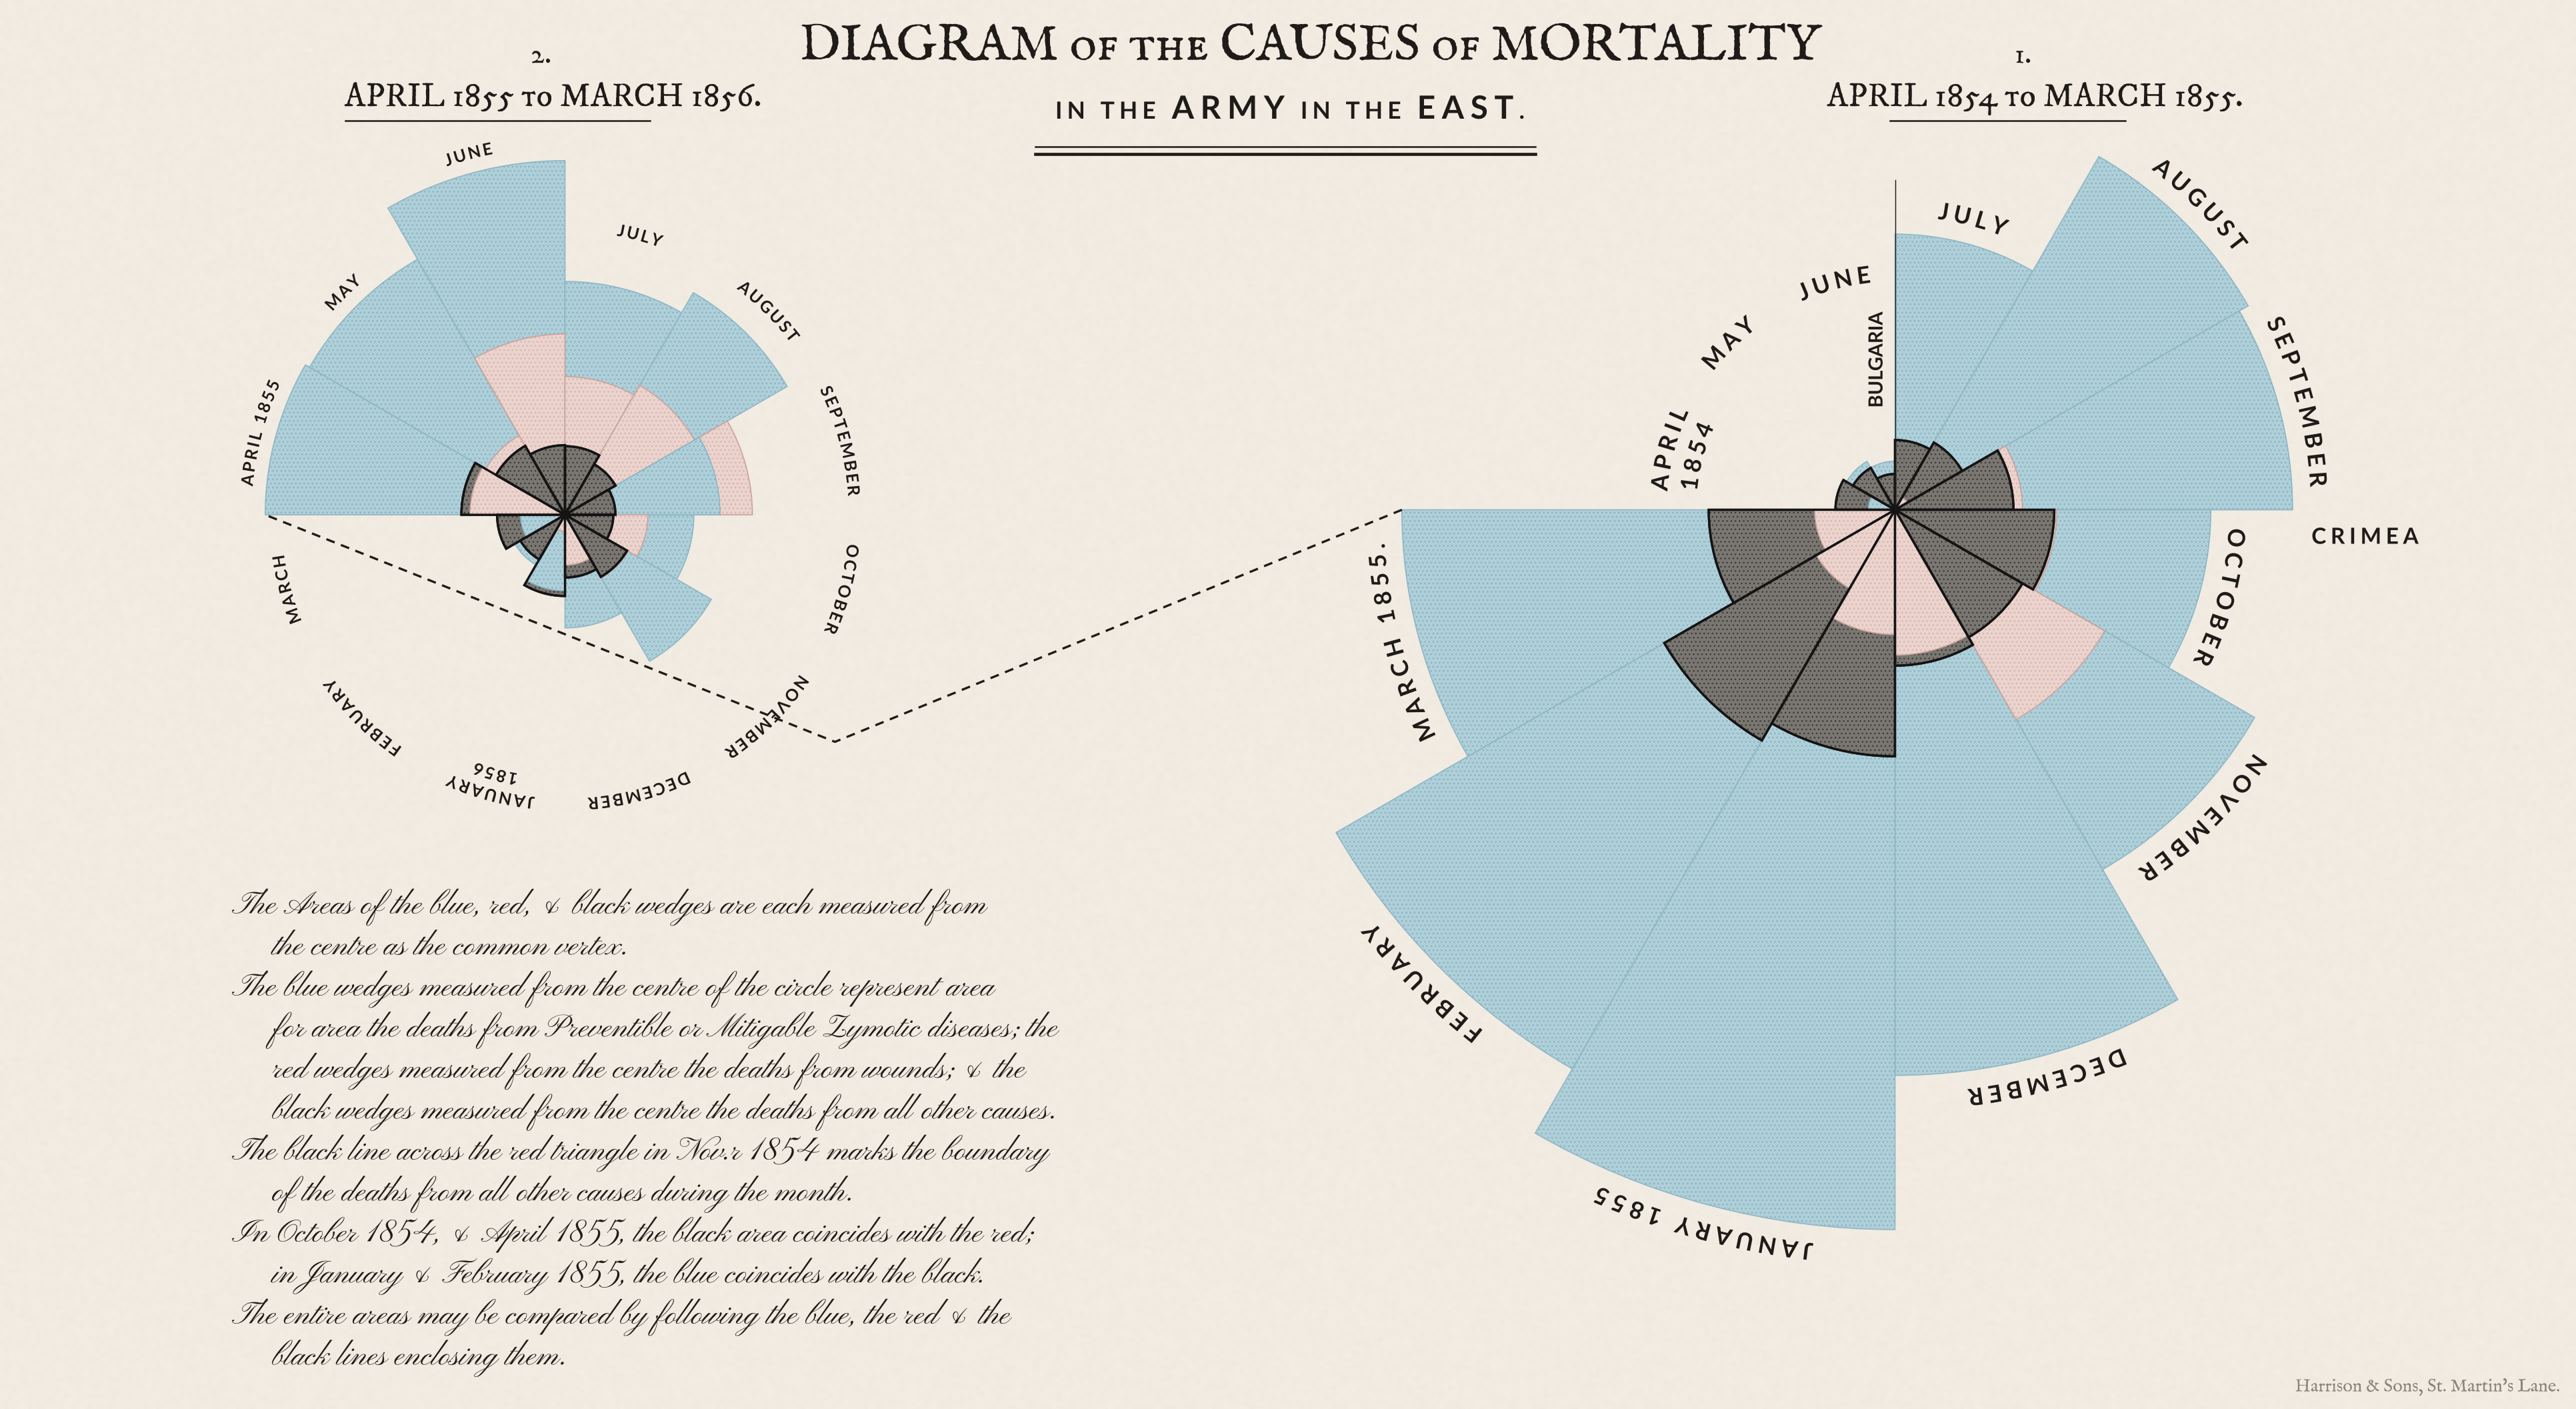 DIAGRAM OF THE CAUSES OF MORTALITY
IN THE ARMY IN THE EAST.
2.
APRIL 1855 TO MARCH 1856.
1.
APRIL 1854 TO MARCH 1855.
JUNE
JULY
MAY
AUGUST
APRIL 1855
SEPTEMBER
MARCH
OCTOBER
FEBRUARY
NOVEMBER
JANUARY
1856
DECEMBER
AUGUST
JULY
JUNE
BULGARIA
MAY
SEPTEMBER
APRIL
1854
CRIMEA
OCTOBER
MARCH 1855.
NOVEMBER
FEBRUARY
DECEMBER
JANUARY 1855
The Areas of the blue, red, & black wedges are each measured from
the centre as the common vertex.
The blue wedges measured from the centre of the circle represent area
for area the deaths from Preventible or Mitigable Zymotic diseases; the
red wedges measured from the centre the deaths from wounds; & the
black wedges measured from the centre the deaths from all other causes.
The black line across the red triangle in Nov.r 1854 marks the boundary
of the deaths from all other causes during the month.
In October 1854, & April 1855, the black area coincides with the red;
in January & February 1855, the blue coincides with the black.
The entire areas may be compared by following the blue, the red & the
black lines enclosing them.
Harrison & Sons, St. Martin's Lane.